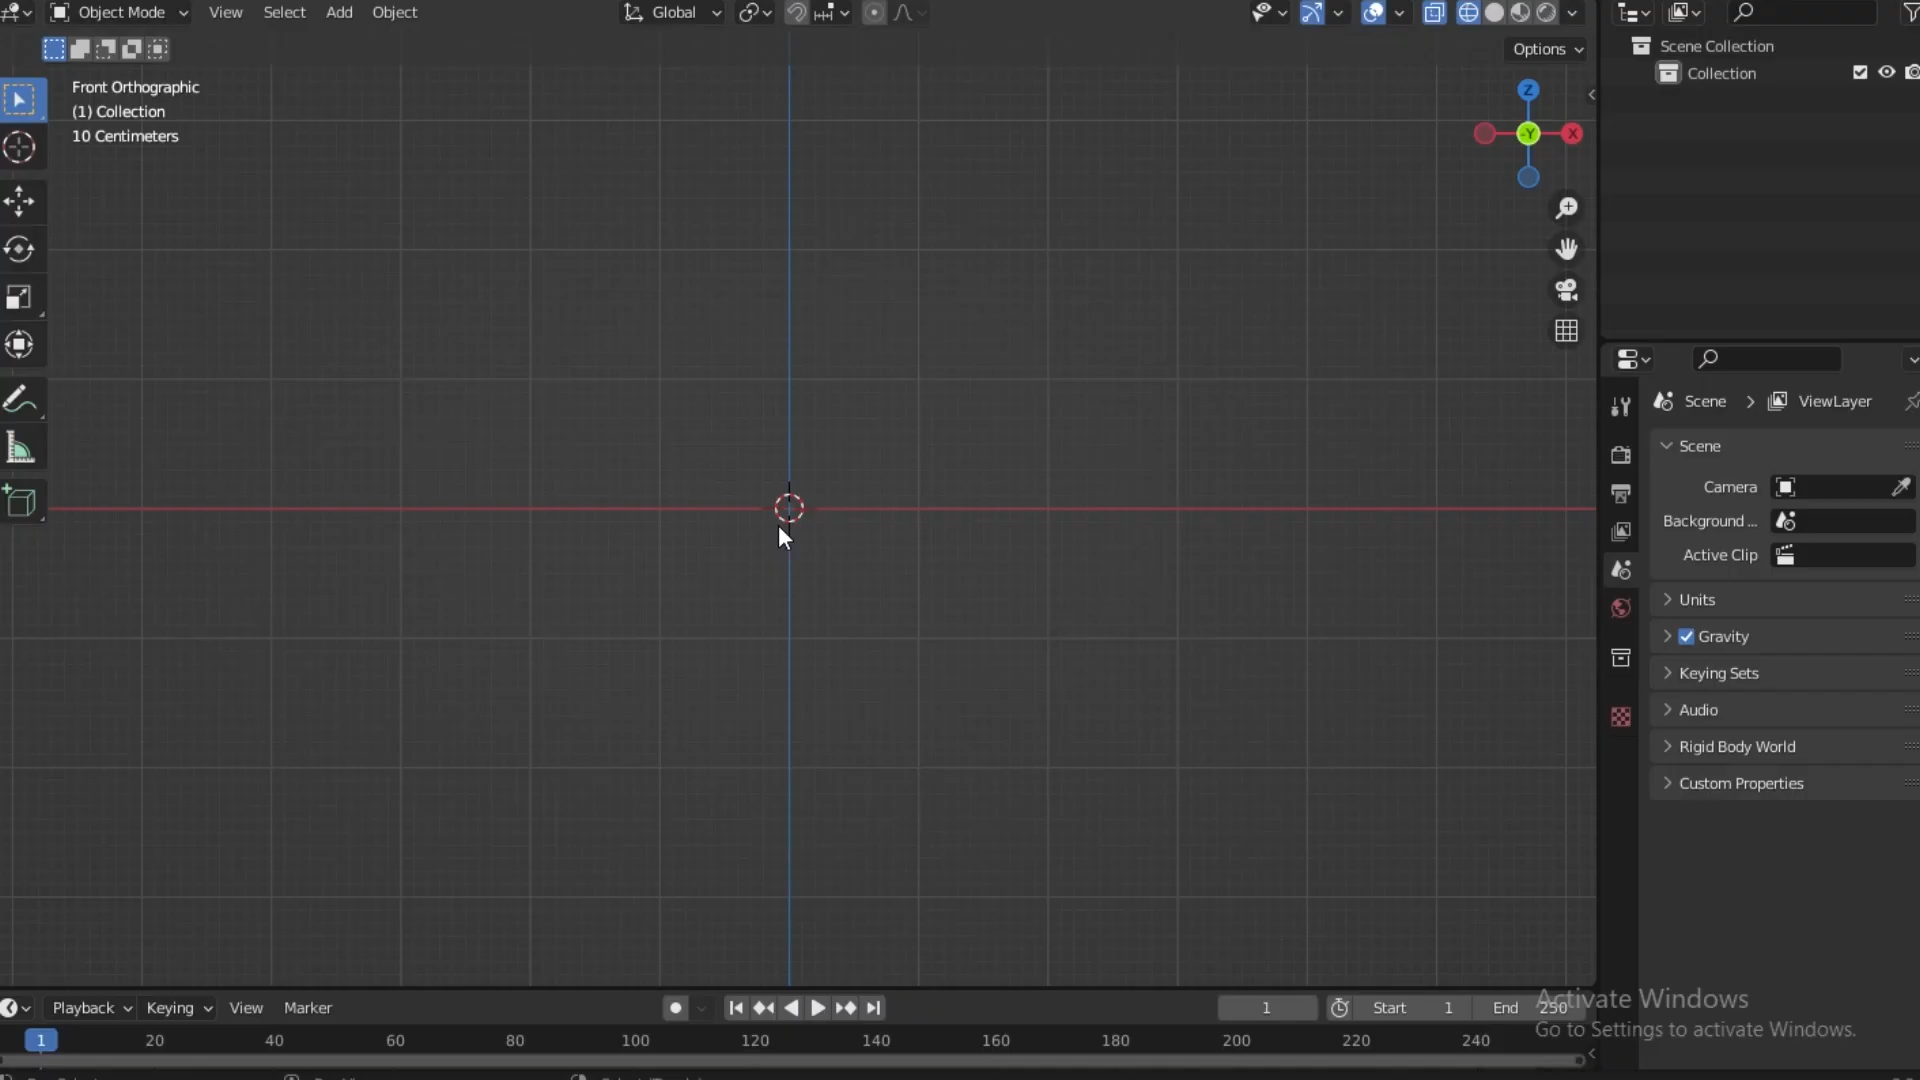 Object Mode View Select Add Object Global
Options
Front Orthographic
(1) Collection
10 Centimeters
Z
-Y X
Scene Collection
Collection
Scene > ViewLayer
Scene
Camera
Background ...
Active Clip
Units
Gravity
Keying Sets
Audio
Rigid Body World
Custom Properties
Playback Keying View Marker 1 Start 1 End 250
Activate Windows
Go to Settings to activate Windows.
1 20 40 60 80 100 120 140 160 180 200 220 240